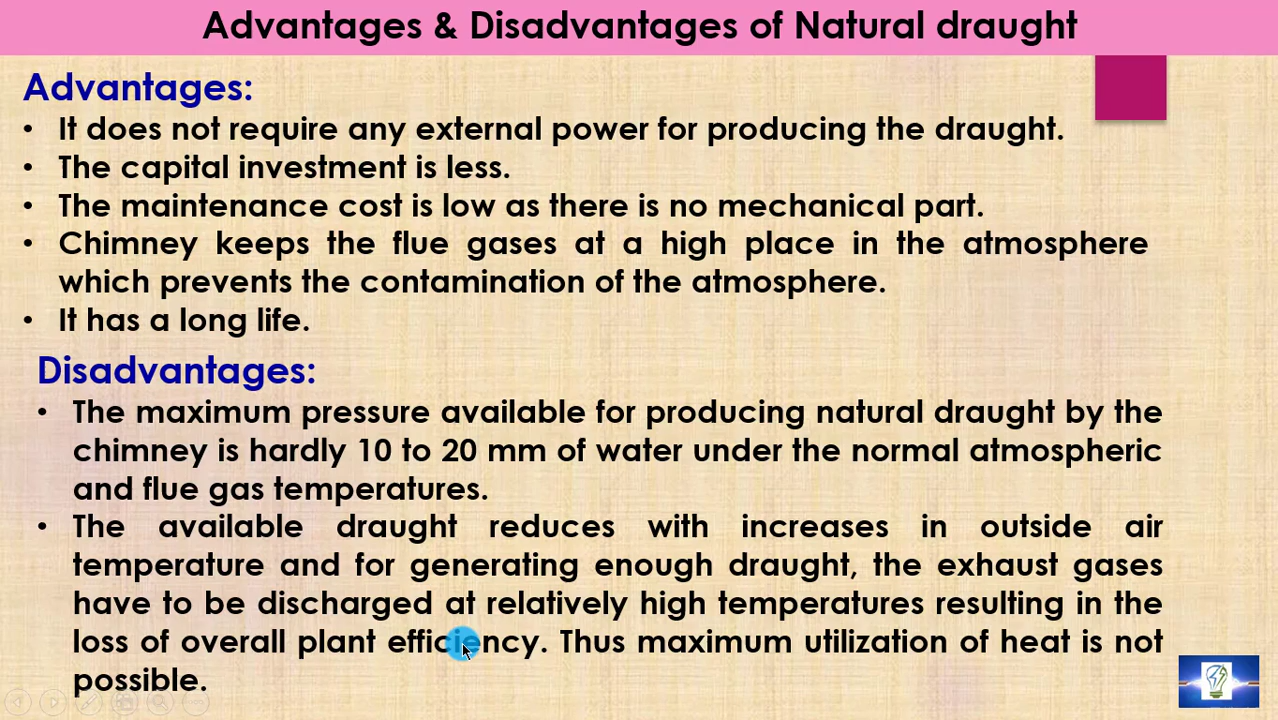 Advantages & Disadvantages of Natural draught
Advantages:
• It does not require any external power for producing the draught.
• The capital investment is less.
• The maintenance cost is low as there is no mechanical part.
• Chimney keeps the flue gases at a high place in the atmosphere
which prevents the contamination of the atmosphere.
• It has a long life.
Disadvantages:
• The maximum pressure available for producing natural draught by the
chimney is hardly 10 to 20 mm of water under the normal atmospheric
and flue gas temperatures.
• The available draught reduces with increases in outside air
temperature and for generating enough draught, the exhaust gases
have to be discharged at relatively high temperatures resulting in the
loss of overall plant efficiency. Thus maximum utilization of heat is not
possible.